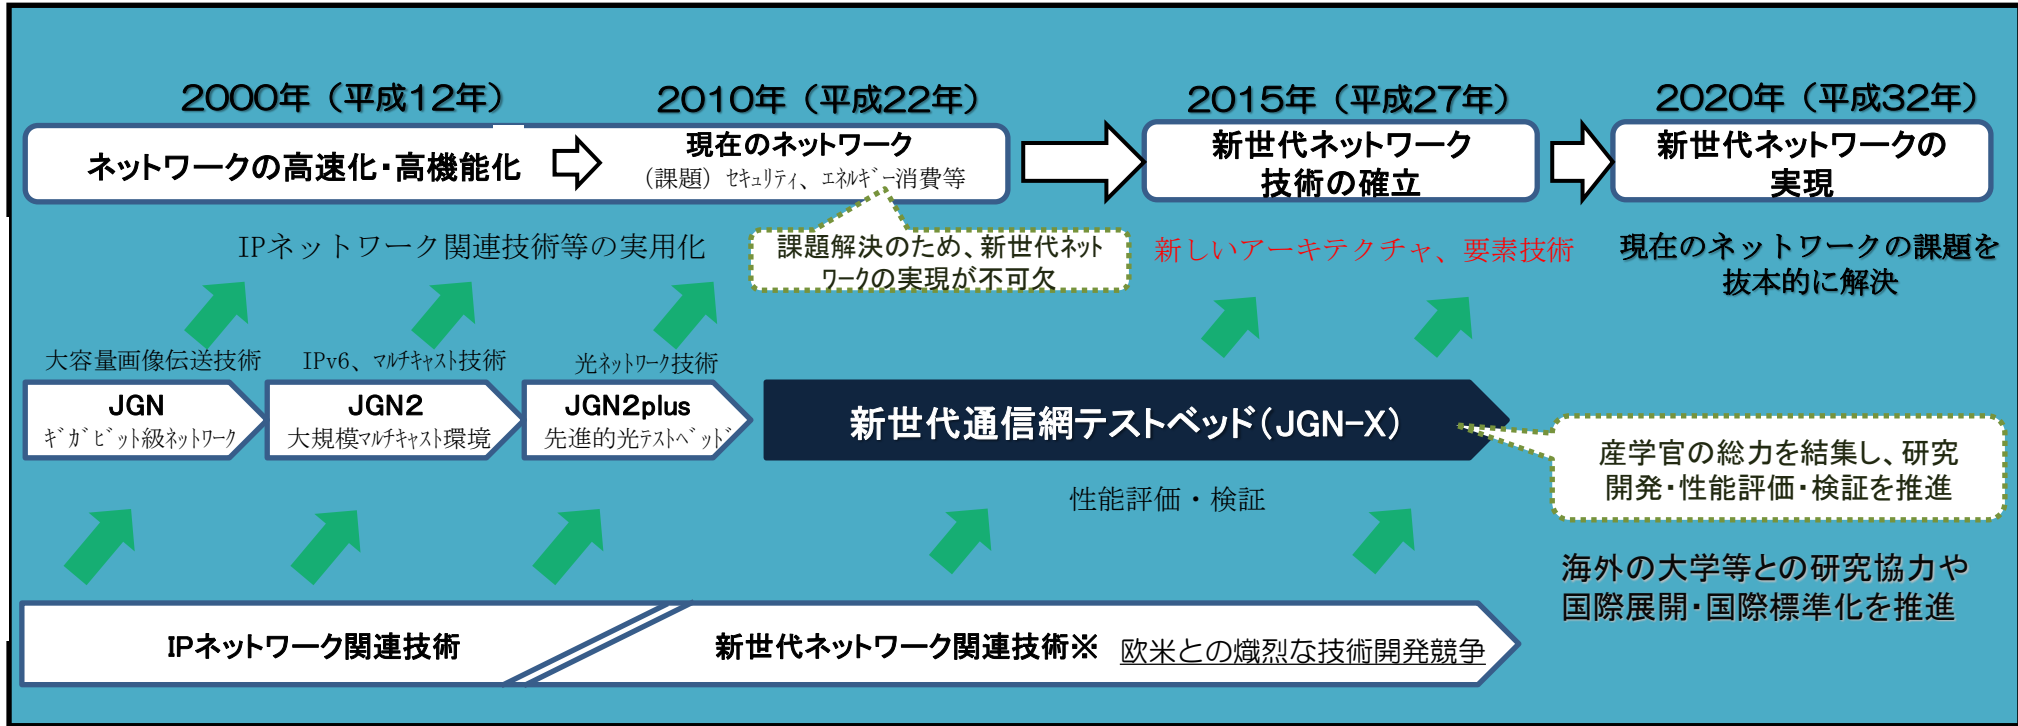 2000年（平成12年）
2010年（平成22年）
2015年（平成27年）
2020年（平成32年）
ネットワークの高速化・高機能化
現在のネットワーク
（課題）ｾｷｭﾘﾃｨ、ｴﾈﾙｷﾞｰ消費等
新世代ネットワーク
技術の確立
新世代ネットワークの
実現
IPネットワーク関連技術等の実用化
課題解決のため、新世代ﾈｯﾄ
ﾜｰｸの実現が不可欠
新しいアーキテクチャ、要素技術
現在のネットワークの課題を
抜本的に解決
大容量画像伝送技術
IPv6、ﾏﾙﾁｷｬｽﾄ技術
光ﾈｯﾄﾜｰｸ技術
JGN
ｷﾞｶﾞﾋﾞｯﾄ級ﾈｯﾄﾜｰｸ
JGN2
大規模ﾏﾙﾁｷｬｽﾄ環境
JGN2plus
先進的光ﾃｽﾄﾍﾞｯﾄﾞ
新世代通信網テストベッド（JGN-X）
産学官の総力を結集し、研究
開発・性能評価・検証を推進
性能評価・検証
海外の大学等との研究協力や
国際展開・国際標準化を推進
IPネットワーク関連技術
新世代ネットワーク関連技術※ 欧米との熾烈な技術開発競争